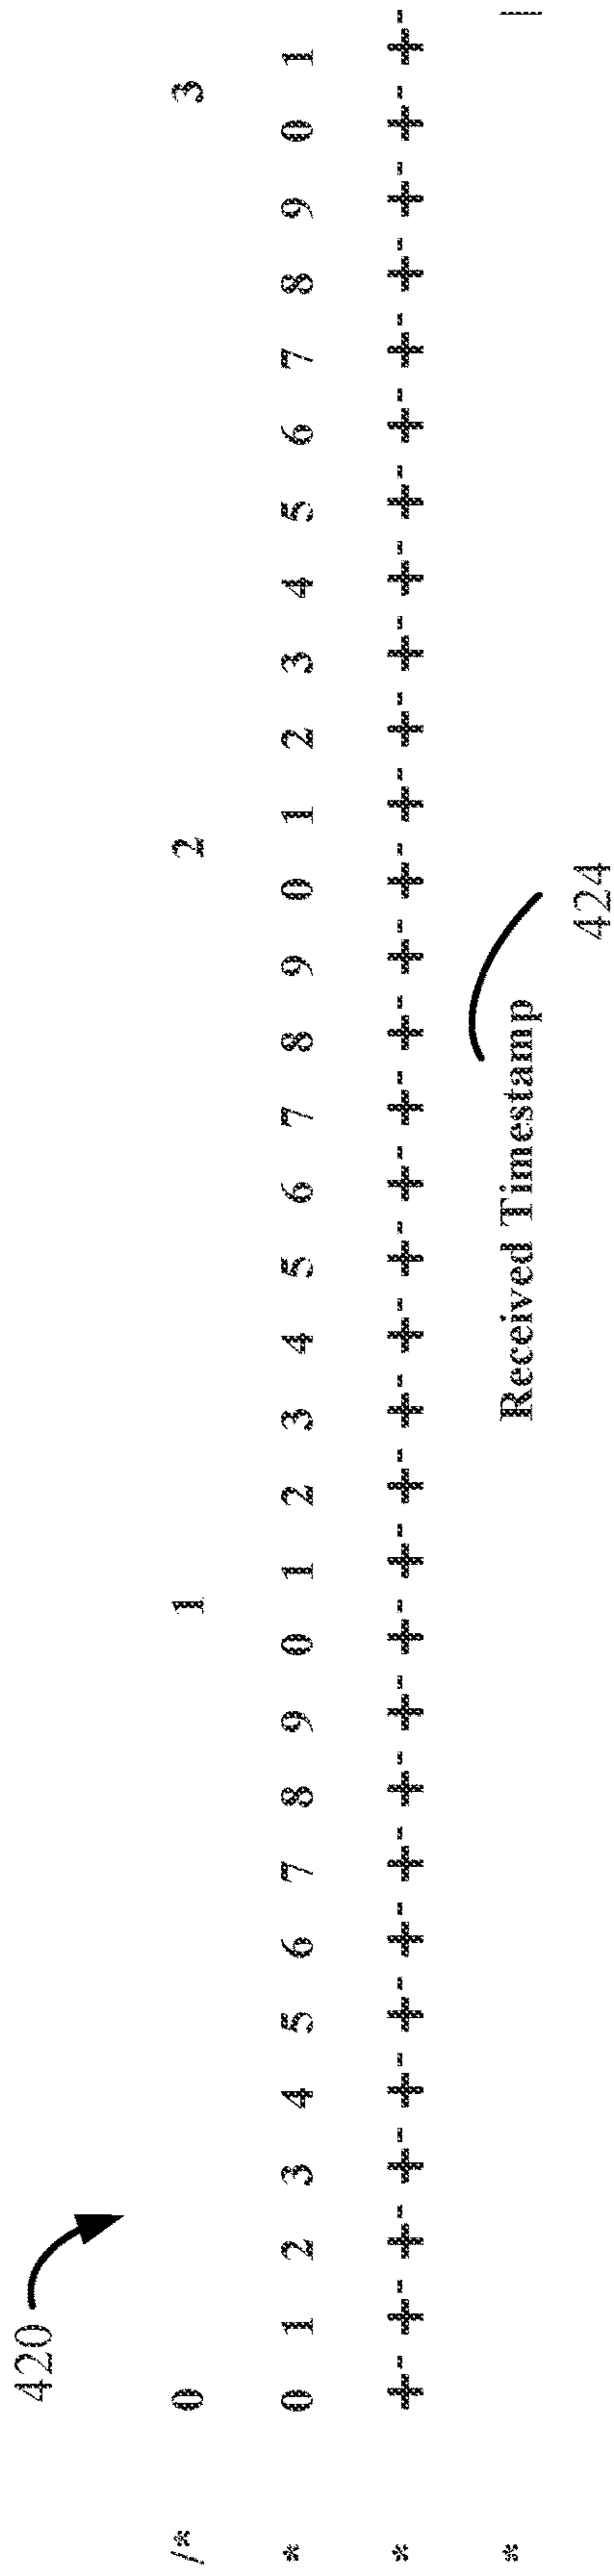 420
/* 0 1 2 3
* 0 1 2 3 4 5 6 7 8 9 0 1 2 3 4 5 6 7 8 9 0 1 2 3 4 5 6 7 8 9 0 1
* +-+-+-+-+-+-+-+-+-+-+-+-+-+-+-+-+-+-+-+-+-+-+-+-+-+-+-+-+-+-+-+-
* Received Timestamp |
424